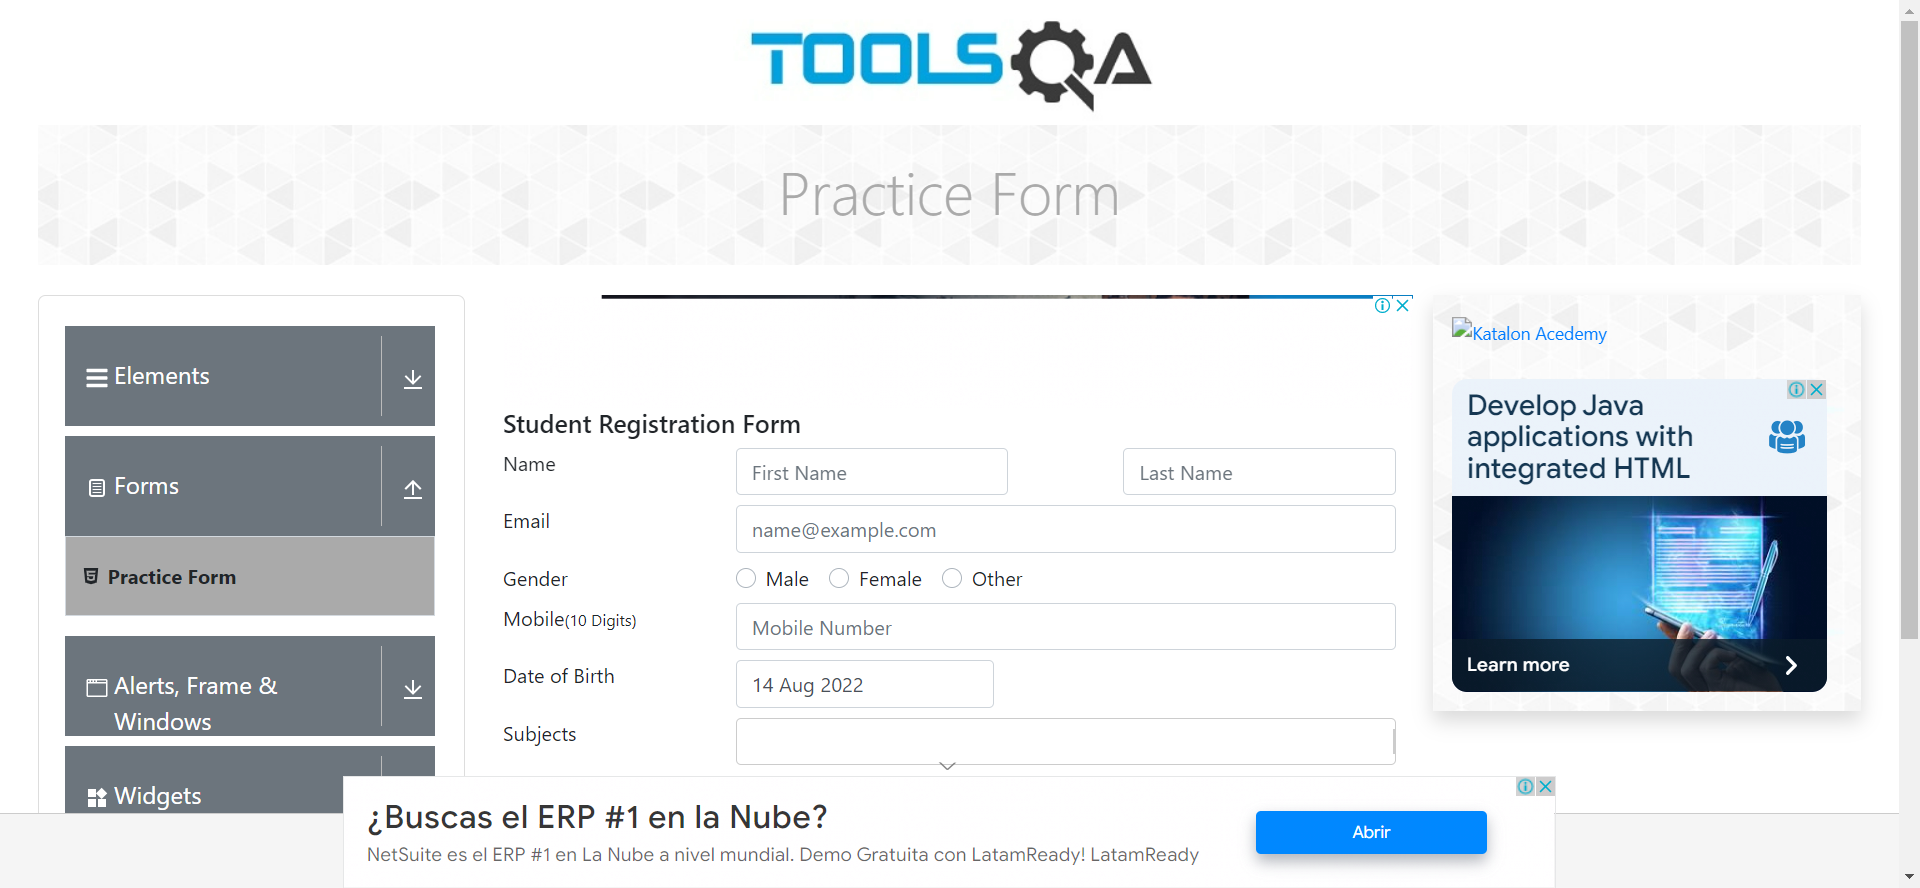 TOOLSQA
Practice Form
Elements
Forms
Practice Form
Alerts, Frame &
Windows
Widgets
Student Registration Form
Name
First Name
Last Name
Email
name@example.com
Gender
Male
Female
Other
Mobile(10 Digits)
Mobile Number
Date of Birth
14 Aug 2022
Subjects
Katalon Acedemy
Develop Java
applications with
integrated HTML
Learn more
¿Buscas el ERP #1 en la Nube?
NetSuite es el ERP #1 en La Nube a nivel mundial. Demo Gratuita con LatamReady! LatamReady
Abrir